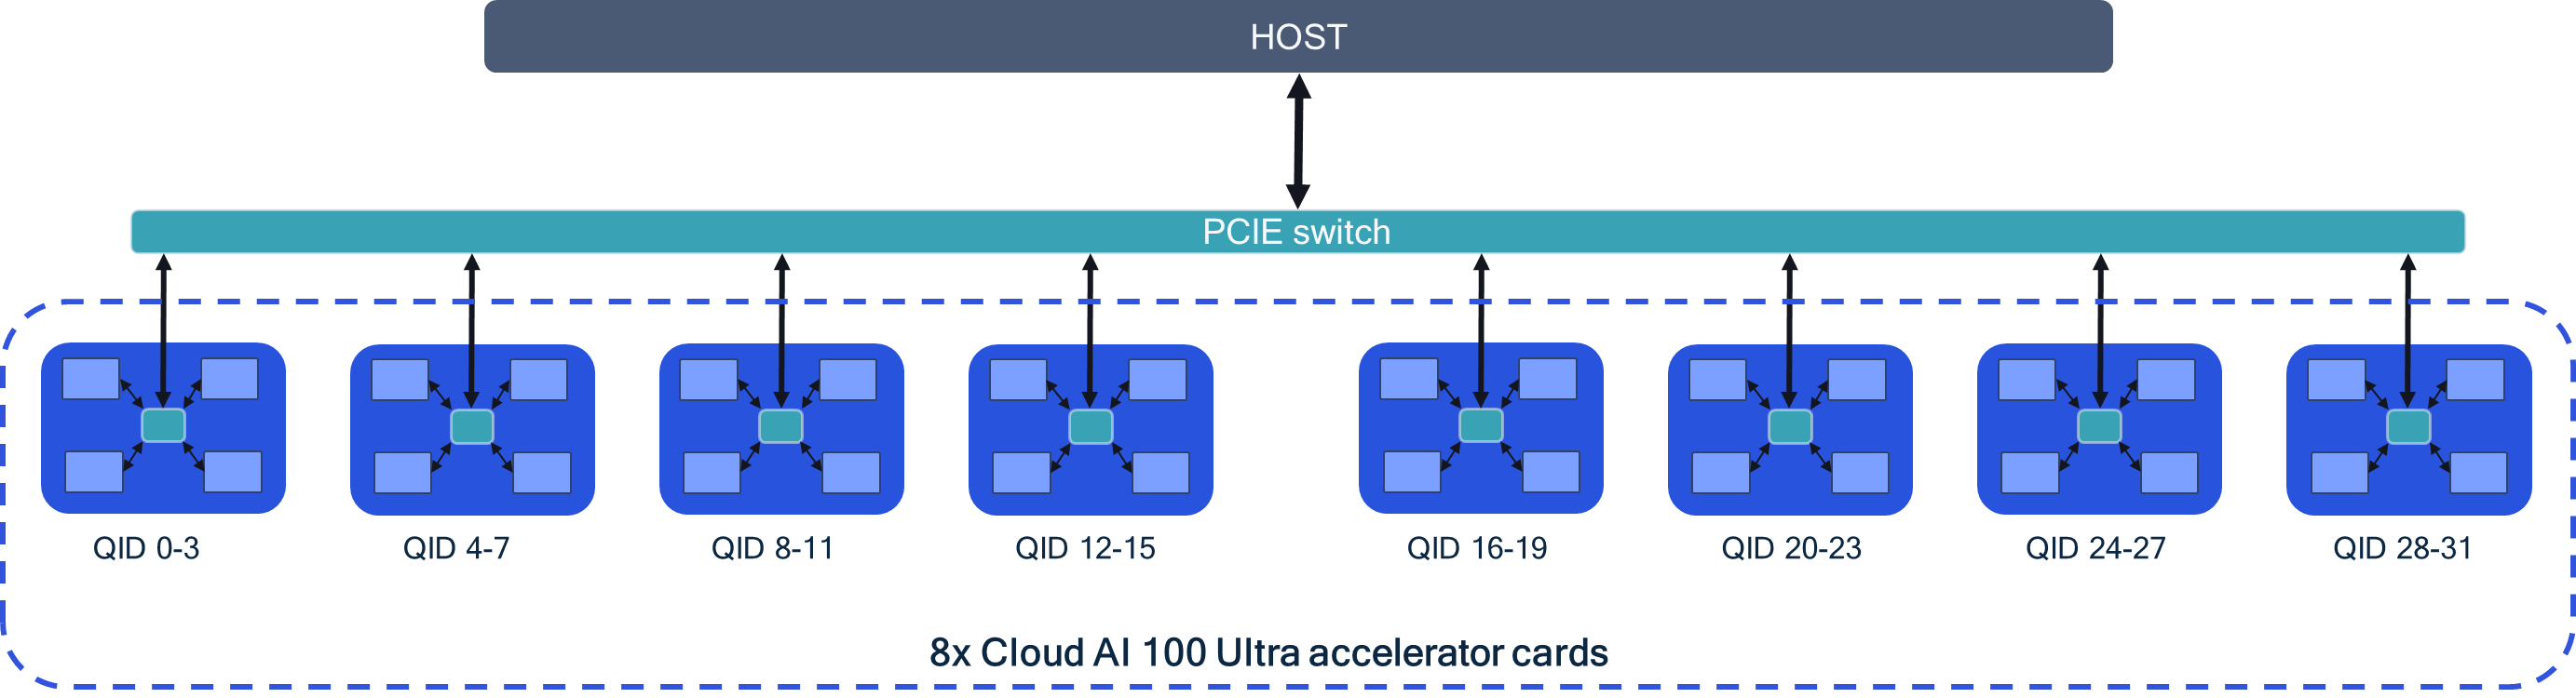 HOST
PCIE switch
QID 0-3
QID 4-7
QID 8-11
QID 12-15
QID 16-19
QID 20-23
QID 24-27
QID 28-31
8x Cloud AI 100 Ultra accelerator cards